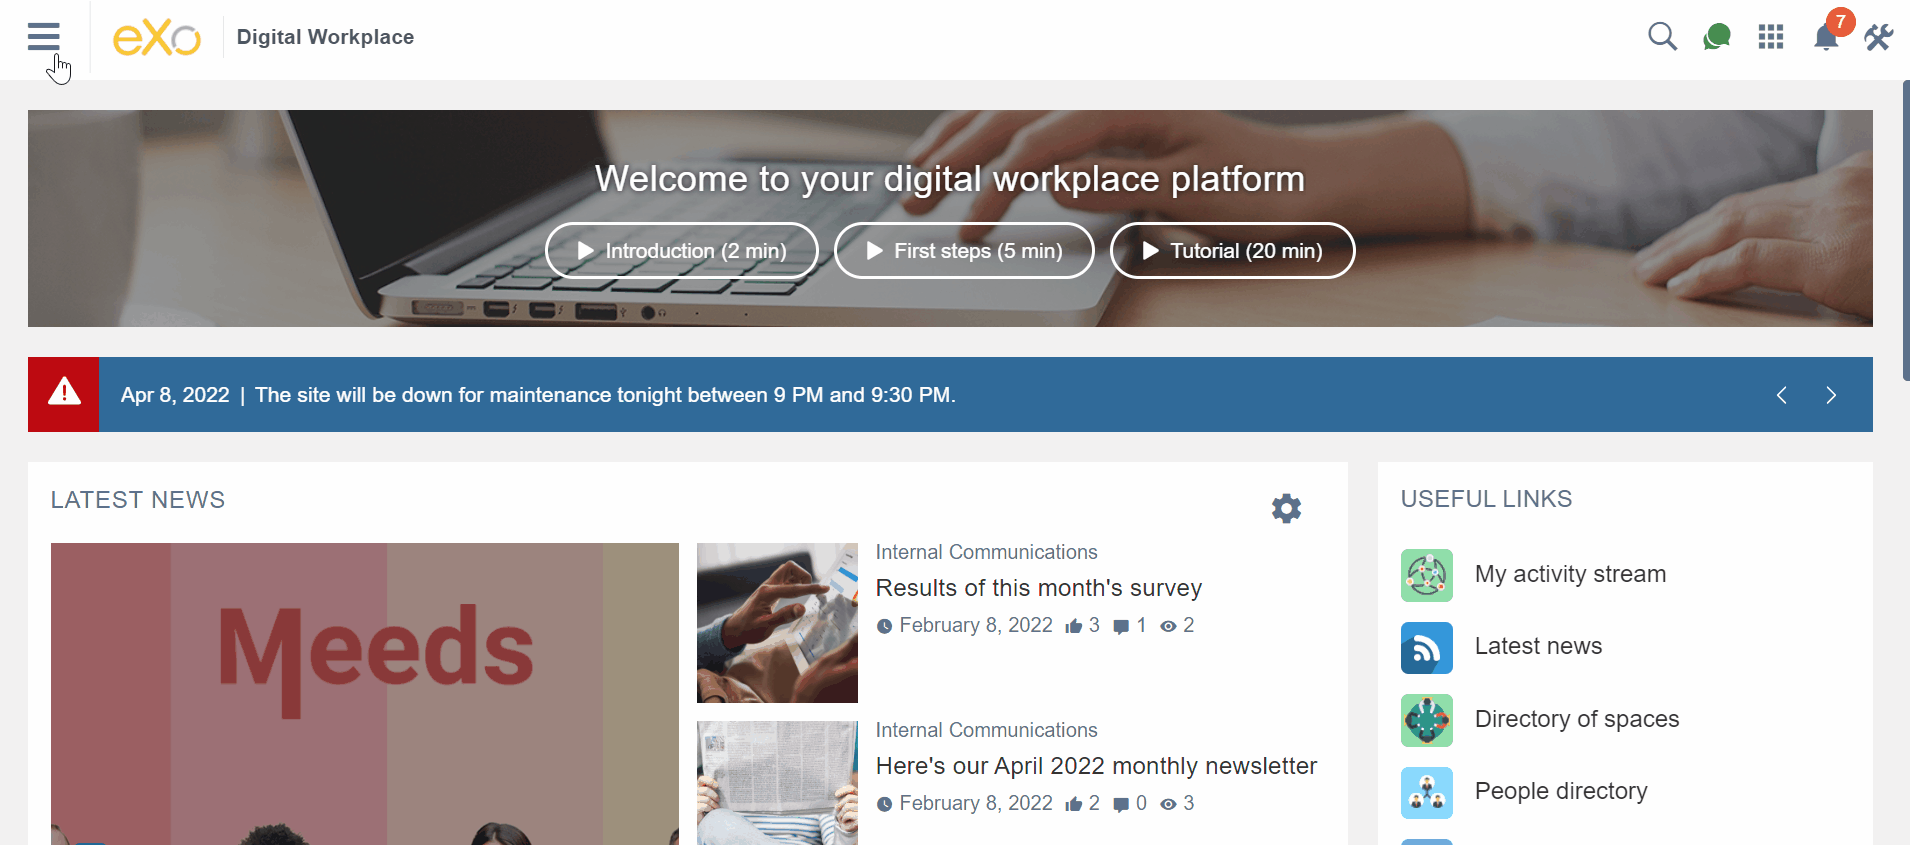 eXo
Digital Workplace
7
Welcome to your digital workplace platform
Introduction (2 min)
First steps (5 min)
Tutorial (20 min)
Apr 8, 2022 | The site will be down for maintenance tonight between 9 PM and 9:30 PM.
LATEST NEWS
Meeds
Internal Communications
Results of this month's survey
February 8, 2022 3 1 2
Internal Communications
Here's our April 2022 monthly newsletter
February 8, 2022 2 0 3
USEFUL LINKS
My activity stream
Latest news
Directory of spaces
People directory